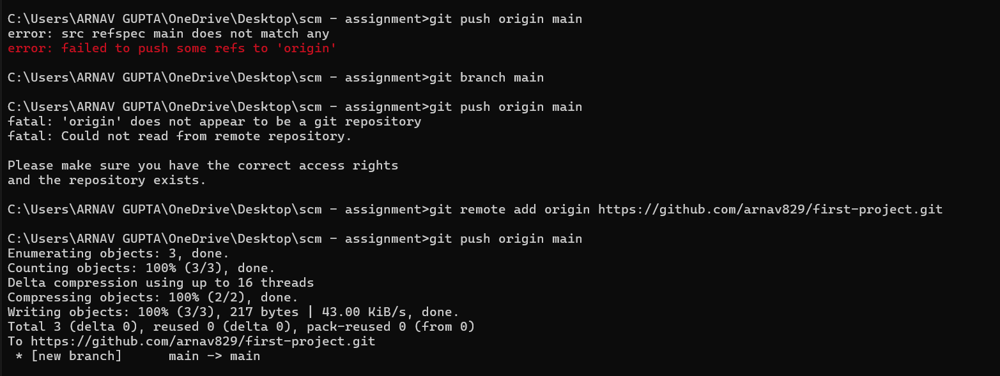 C:\Users\ARNAV GUPTA\OneDrive\Desktop\scm - assignment>git push origin main
error: src refspec main does not match any
error: failed to push some refs to 'origin'
C:\Users\ARNAV GUPTA\OneDrive\Desktop\scm - assignment>git branch main
C:\Users\ARNAV GUPTA\OneDrive\Desktop\scm - assignment>git push origin main
fatal: 'origin' does not appear to be a git repository
fatal: Could not read from remote repository.
Please make sure you have the correct access rights
and the repository exists.
C:\Users\ARNAV GUPTA\OneDrive\Desktop\scm - assignment>git remote add origin https://github.com/arnav829/first-project.git
C:\Users\ARNAV GUPTA\OneDrive\Desktop\scm - assignment>git push origin main
Enumerating objects: 3, done.
Counting objects: 100% (3/3), done.
Delta compression using up to 16 threads
Compressing objects: 100% (2/2), done.
Writing objects: 100% (3/3), 217 bytes | 43.00 KiB/s, done.
Total 3 (delta 0), reused 0 (delta 0), pack-reused 0 (from 0)
To https://github.com/arnav829/first-project.git
 * [new branch]      main -> main